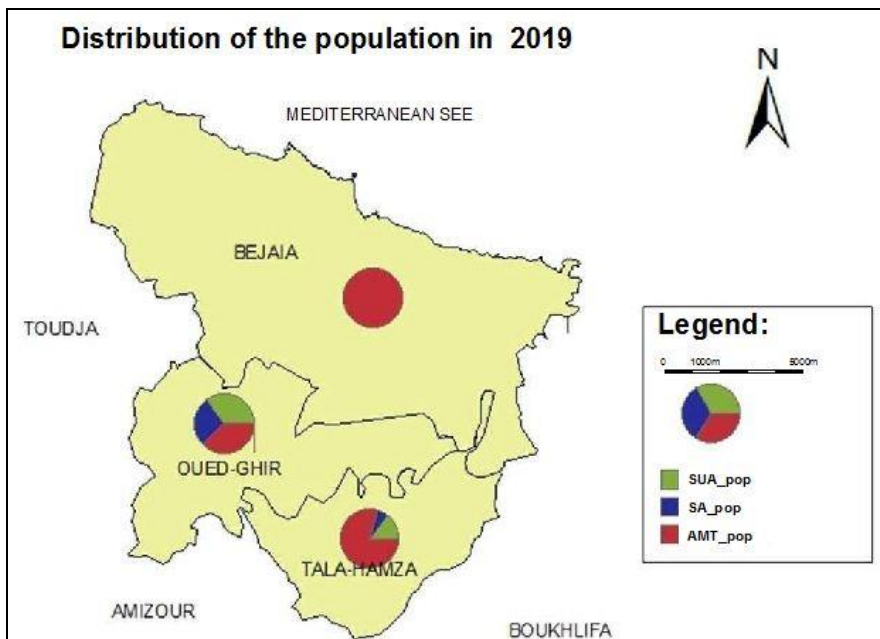 Distribution of the population in 2019
N
MEDITERRANEAN SEE
BEJAIA
TOUDJA
OUED-GHIR
TALA-HAMZA
AMIZOUR
BOUKHLIFA
Legend:
0 1000m 5000m
SUA_pop
SA_pop
AMT_pop